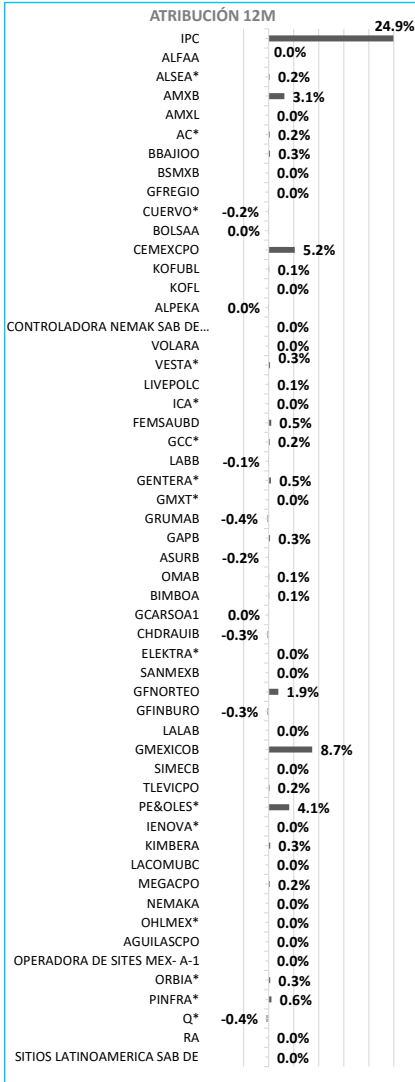 ATRIBUCIÓN 12M
IPC 24.9%
ALFAA 0.0%
ALSEA* 0.2%
AMXB 3.1%
AMXL 0.0%
AC* 0.2%
BBAJIOO 0.3%
BSMXB 0.0%
GFREGIO 0.0%
CUERVO* -0.2%
BOLSAA 0.0%
CEMEXCPO 5.2%
KOFUBL 0.1%
KOFL 0.0%
ALPEKA 0.0%
CONTROLADORA NEMAK SAB DE... 0.0%
VOLARA 0.0%
VESTA* 0.3%
LIVEPOLC 0.1%
ICA* 0.0%
FEMSAUBD 0.5%
GCC* 0.2%
LABB -0.1%
GENTERA* 0.5%
GMXT* 0.0%
GRUMAB -0.4%
GAPB 0.3%
ASURB -0.2%
OMAB 0.1%
BIMBOA 0.1%
GCARSOA1 0.0%
CHDRAUIB -0.3%
ELEKTRA* 0.0%
SANMEXB 0.0%
GFNORTEO 1.9%
GFINBURO -0.3%
LALAB 0.0%
GMEXICOB 8.7%
SIMECB 0.0%
TLEVICPO 0.2%
PE&OLES* 4.1%
IENOVA* 0.0%
KIMBERA 0.3%
LACOMUBC 0.0%
MEGACPO 0.2%
NEMAKA 0.0%
OHLMEX* 0.0%
AGUILASCPO 0.0%
OPERADORA DE SITES MEX- A-1 0.0%
ORBIA* 0.3%
PINFRA* 0.6%
Q* -0.4%
RA 0.0%
SITIOS LATINOAMERICA SAB DE 0.0%